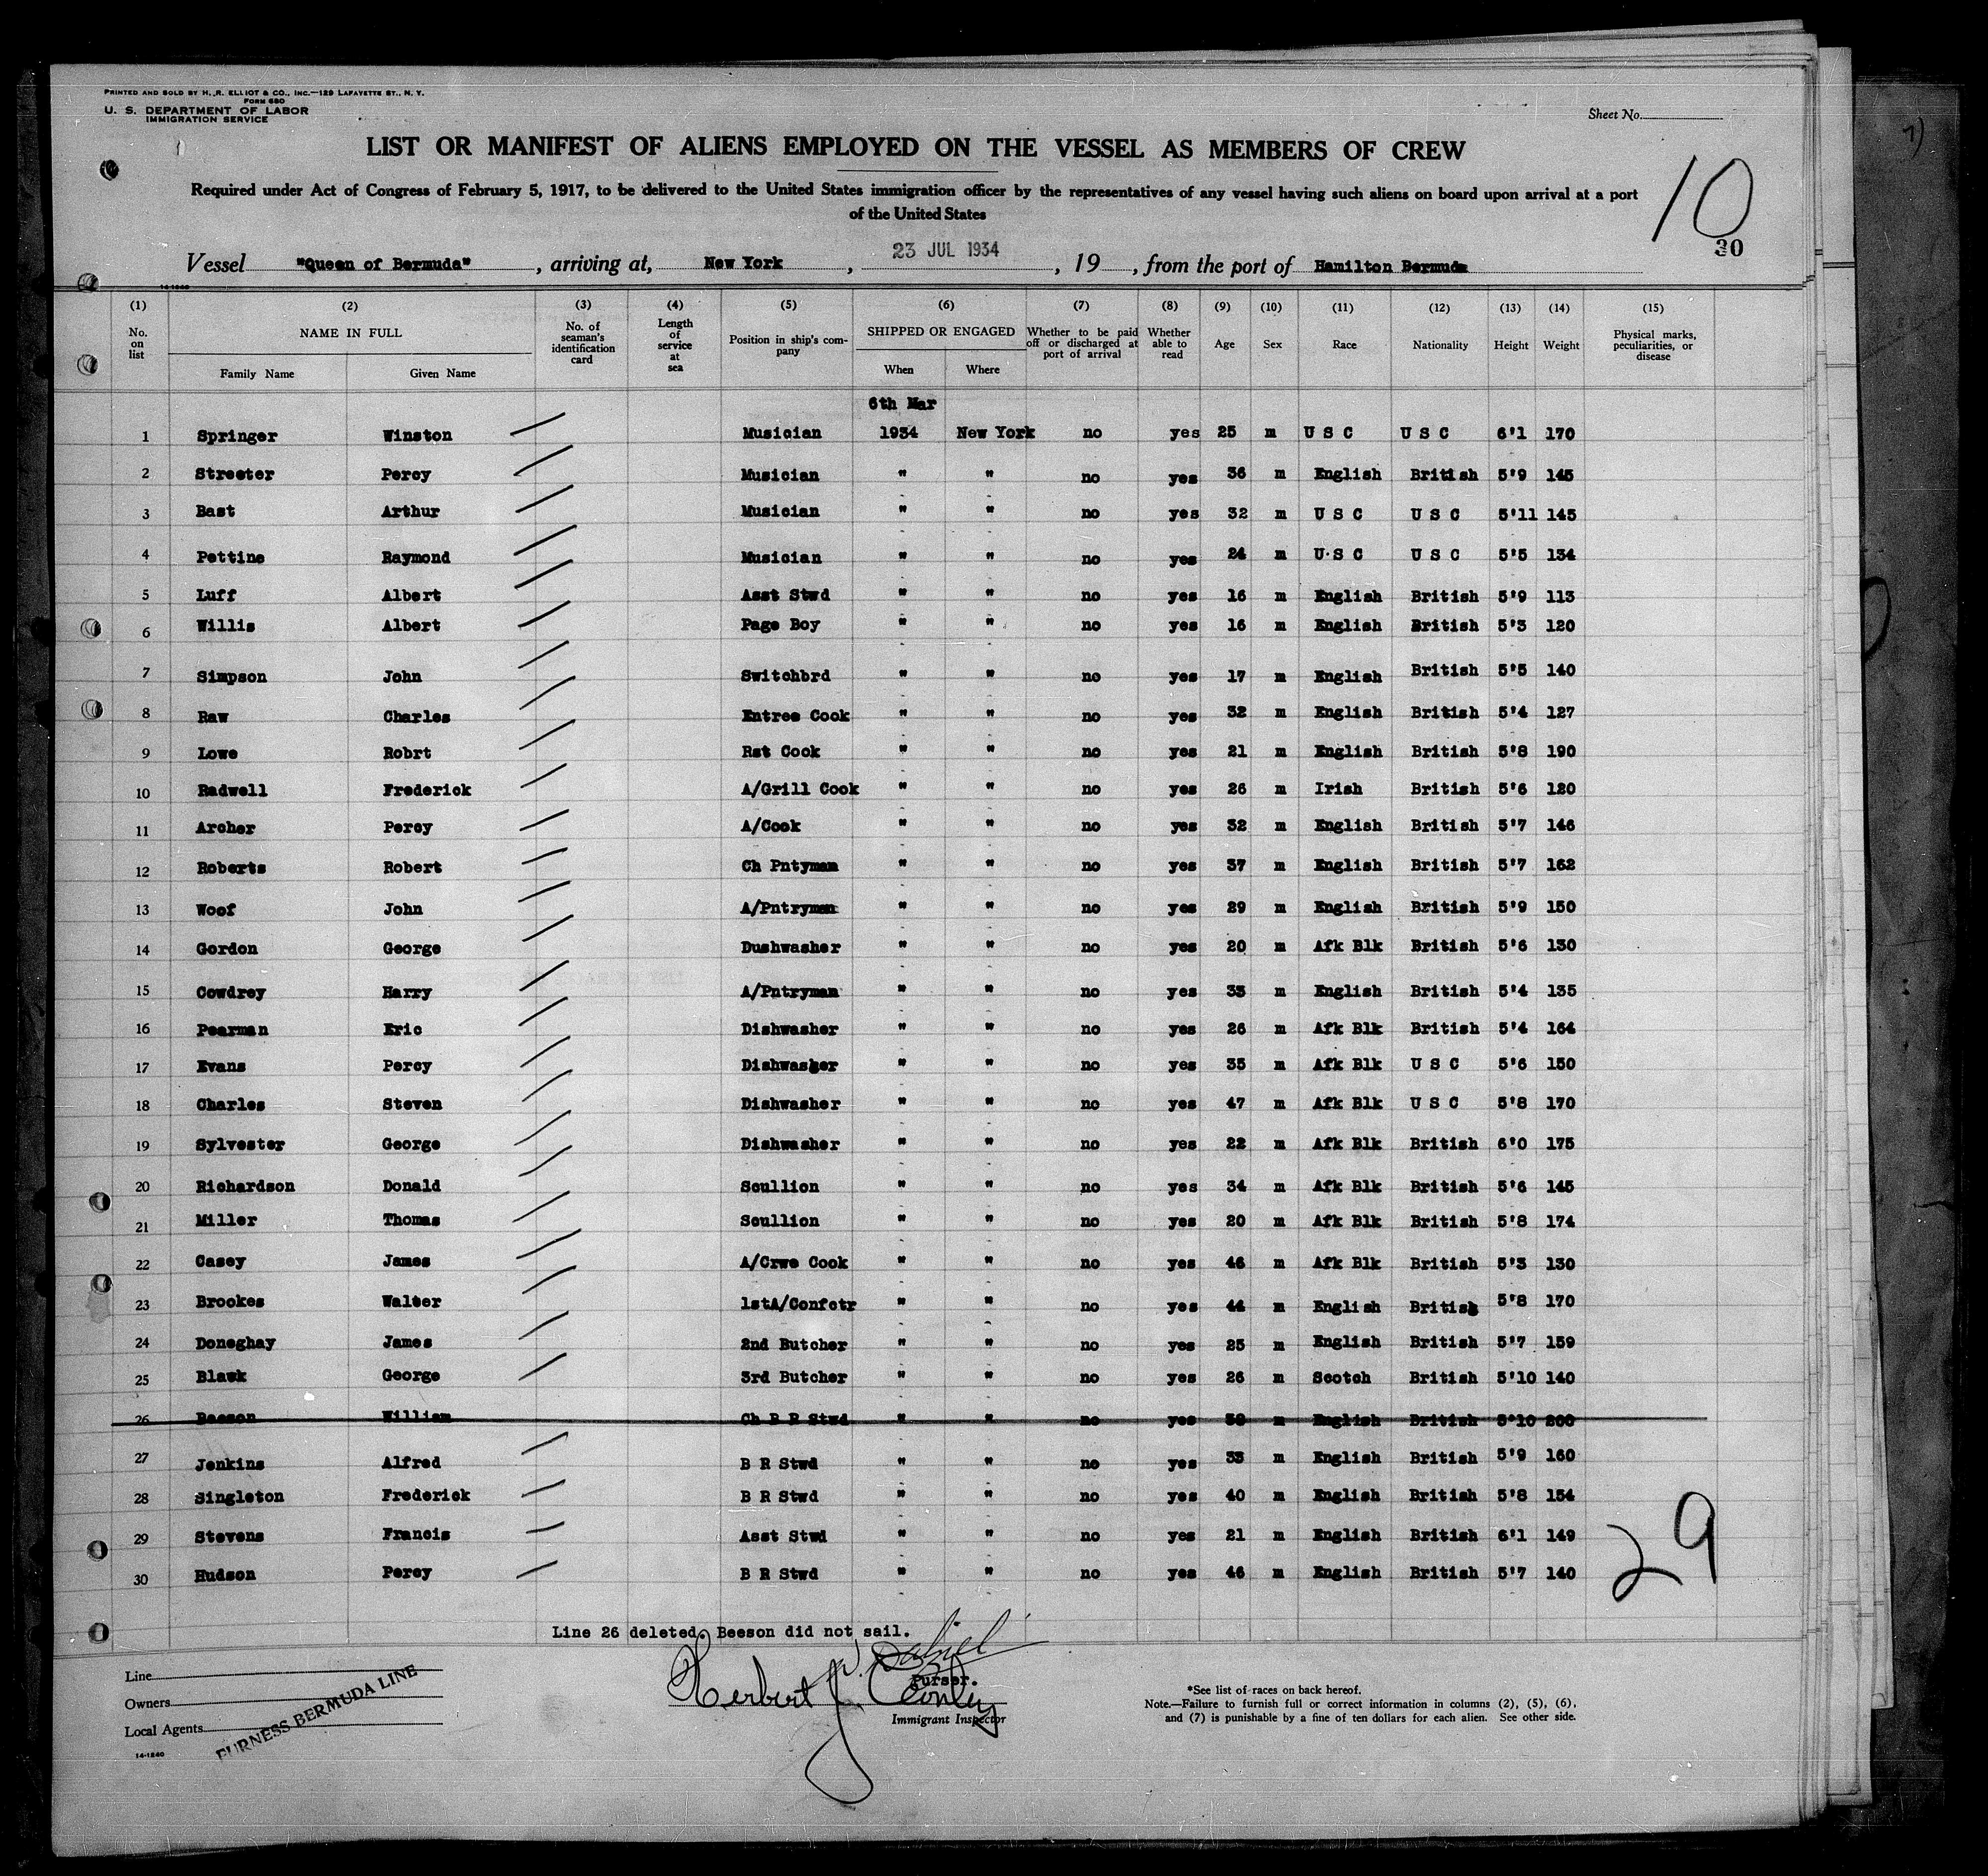 PRINTED AND SOLD BY H. R. ELLIOT & CO., INC.—129 LAFAYETTE ST., N. Y.
FORM 680
U. S. DEPARTMENT OF LABOR
IMMIGRATION SERVICE
Sheet No.
LIST OR MANIFEST OF ALIENS EMPLOYED ON THE VESSEL AS MEMBERS OF CREW
10
Required under Act of Congress of February 5, 1917, to be delivered to the United States immigration officer by the representatives of any vessel having such aliens on board upon arrival at a port
of the United States
30
Vessel "Queen of Bermuda", arriving at, New York, 23 JUL 1934, 19, from the port of Hamilton Bermuda
14-1240
(1) (2) (3) (4) (5) (6) (7) (8) (9) (10) (11) (12) (13) (14) (15)
No. on list NAME IN FULL Family Name Given Name No. of seaman's identification card Length of service at sea Position in ship's company SHIPPED OR ENGAGED When Where Whether to be paid off or discharged at port of arrival Whether able to read Age Sex Race Nationality Height Weight Physical marks, peculiarities, or disease
6th Mar
1 Springer Winston Musician 1934 New York no yes 25 m U S C U S C 6'1 170
2 Streeter Percy Musician " " no yes 36 m English British 5'9 145
3 Bast Arthur Musician " " no yes 32 m U S C U S C 5'11 145
4 Pettine Raymond Musician " " no yes 24 m U.S C U S C 5'5 134
5 Luff Albert Asst Stwd " " no yes 16 m English British 5'9 113
6 Willis Albert Page Boy " " no yes 16 m English British 5'3 120
7 Simpson John Switchbrd " " no yes 17 m English British 5'5 140
8 Raw Charles Entree Cook " " no yes 32 m English British 5'4 127
9 Lowe Robrt Rst Cook " " no yes 21 m English British 5'8 190
10 Radwell Frederick A/Grill Cook " " no yes 26 m Irish British 5'6 120
11 Archer Percy A/Cook " " no yes 32 m English British 5'7 146
12 Roberts Robert Ch Pntyman " " no yes 37 m English British 5'7 162
13 Woof John A/Pntryman " " no yes 29 m English British 5'9 150
14 Gordon George Dushwasher " " no yes 20 m Afk Blk British 5'6 130
15 Cowdrey Harry A/Pntryman " " no yes 33 m English British 5'4 135
16 Pearman Eric Dishwasher " " no yes 26 m Afk Blk British 5'4 164
17 Evans Percy Dishwasher " " no yes 35 m Afk Blk U S C 5'6 150
18 Charles Steven Dishwasher " " no yes 47 m Afk Blk U S C 5'8 170
19 Sylvester George Dishwasher " " no yes 22 m Afk Blk British 6'0 175
20 Richardson Donald Scullion " " no yes 34 m Afk Blk British 5'6 145
21 Miller Thomas Scullion " " no yes 20 m Afk Blk British 5'8 174
22 Casey James A/Crwe Cook " " no yes 46 m Afk Blk British 5'3 130
23 Brookes Walter 1stA/Confctr " " no yes 44 m English British 5'8 170
24 Doneghay James 2nd Butcher " " no yes 25 m English British 5'7 159
25 Blawk George 3rd Butcher " " no yes 26 m Scotch British 5'10 140
26 Beeson William Ch B R Stwd " " no yes m English British 5'10 200
27 Jenkins Alfred B R Stwd " " no yes 33 m English British 5'9 160
28 Singleton Frederick B R Stwd " " no yes 40 m English British 5'8 154
29 Stevens Francis Asst Stwd " " no yes 21 m English British 6'1 149
30 Hudson Percy B R Stwd " " no yes 46 m English British 5'7 140
29
Line 26 deleted. Beeson did not sail.
Purser.
Herbert J. Conley
Immigrant Inspector
Line
Owners
Local Agents
FURNESS BERMUDA LINE
14-1240
*See list of races on back hereof.
Note.—Failure to furnish full or correct information in columns (2), (5), (6),
and (7) is punishable by a fine of ten dollars for each alien. See other side.